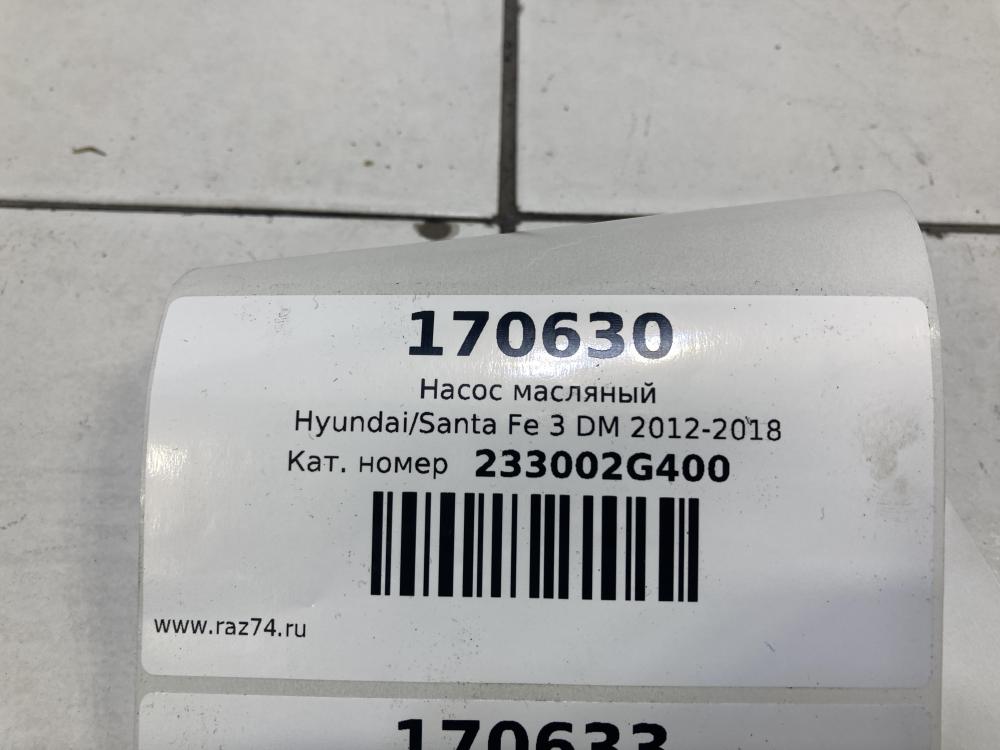 170630
Насос масляный
Hyundai/Santa Fe 3 DM 2012-2018
Кат. номер 233002G400
www.raz74.ru
170633